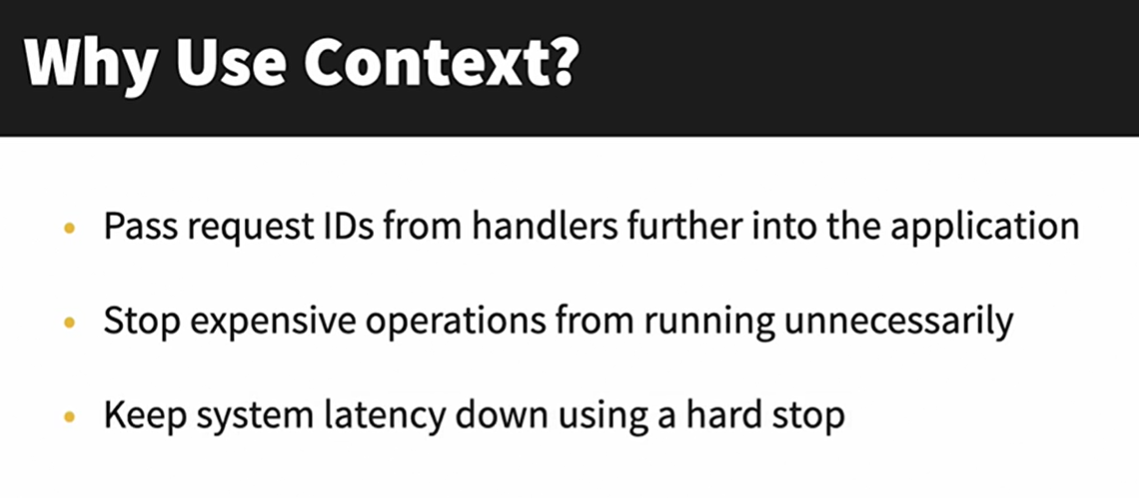 Why Use Context?
• Pass request IDs from handlers further into the application
• Stop expensive operations from running unnecessarily
• Keep system latency down using a hard stop